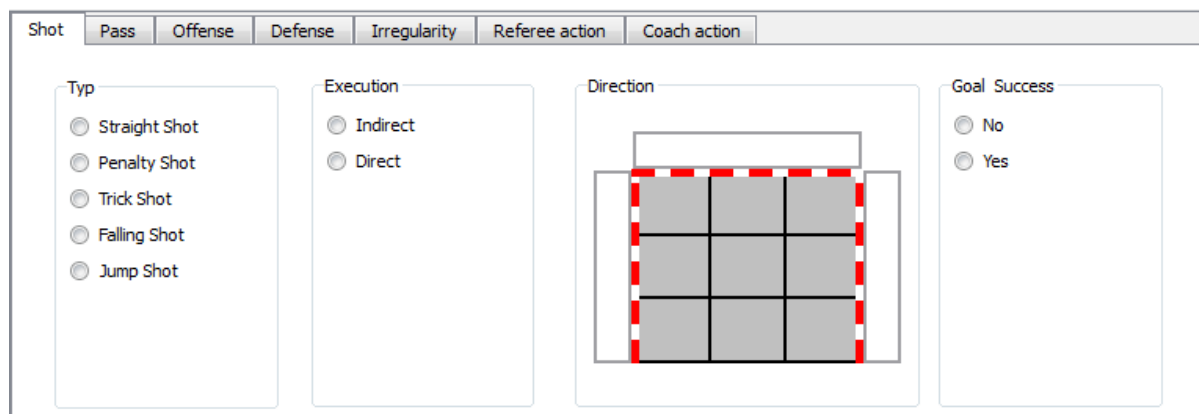 Shot Pass Offense Defense Irregularity Referee action Coach action
Typ
Straight Shot
Penalty Shot
Trick Shot
Falling Shot
Jump Shot
Execution
Indirect
Direct
Direction
Goal Success
No
Yes